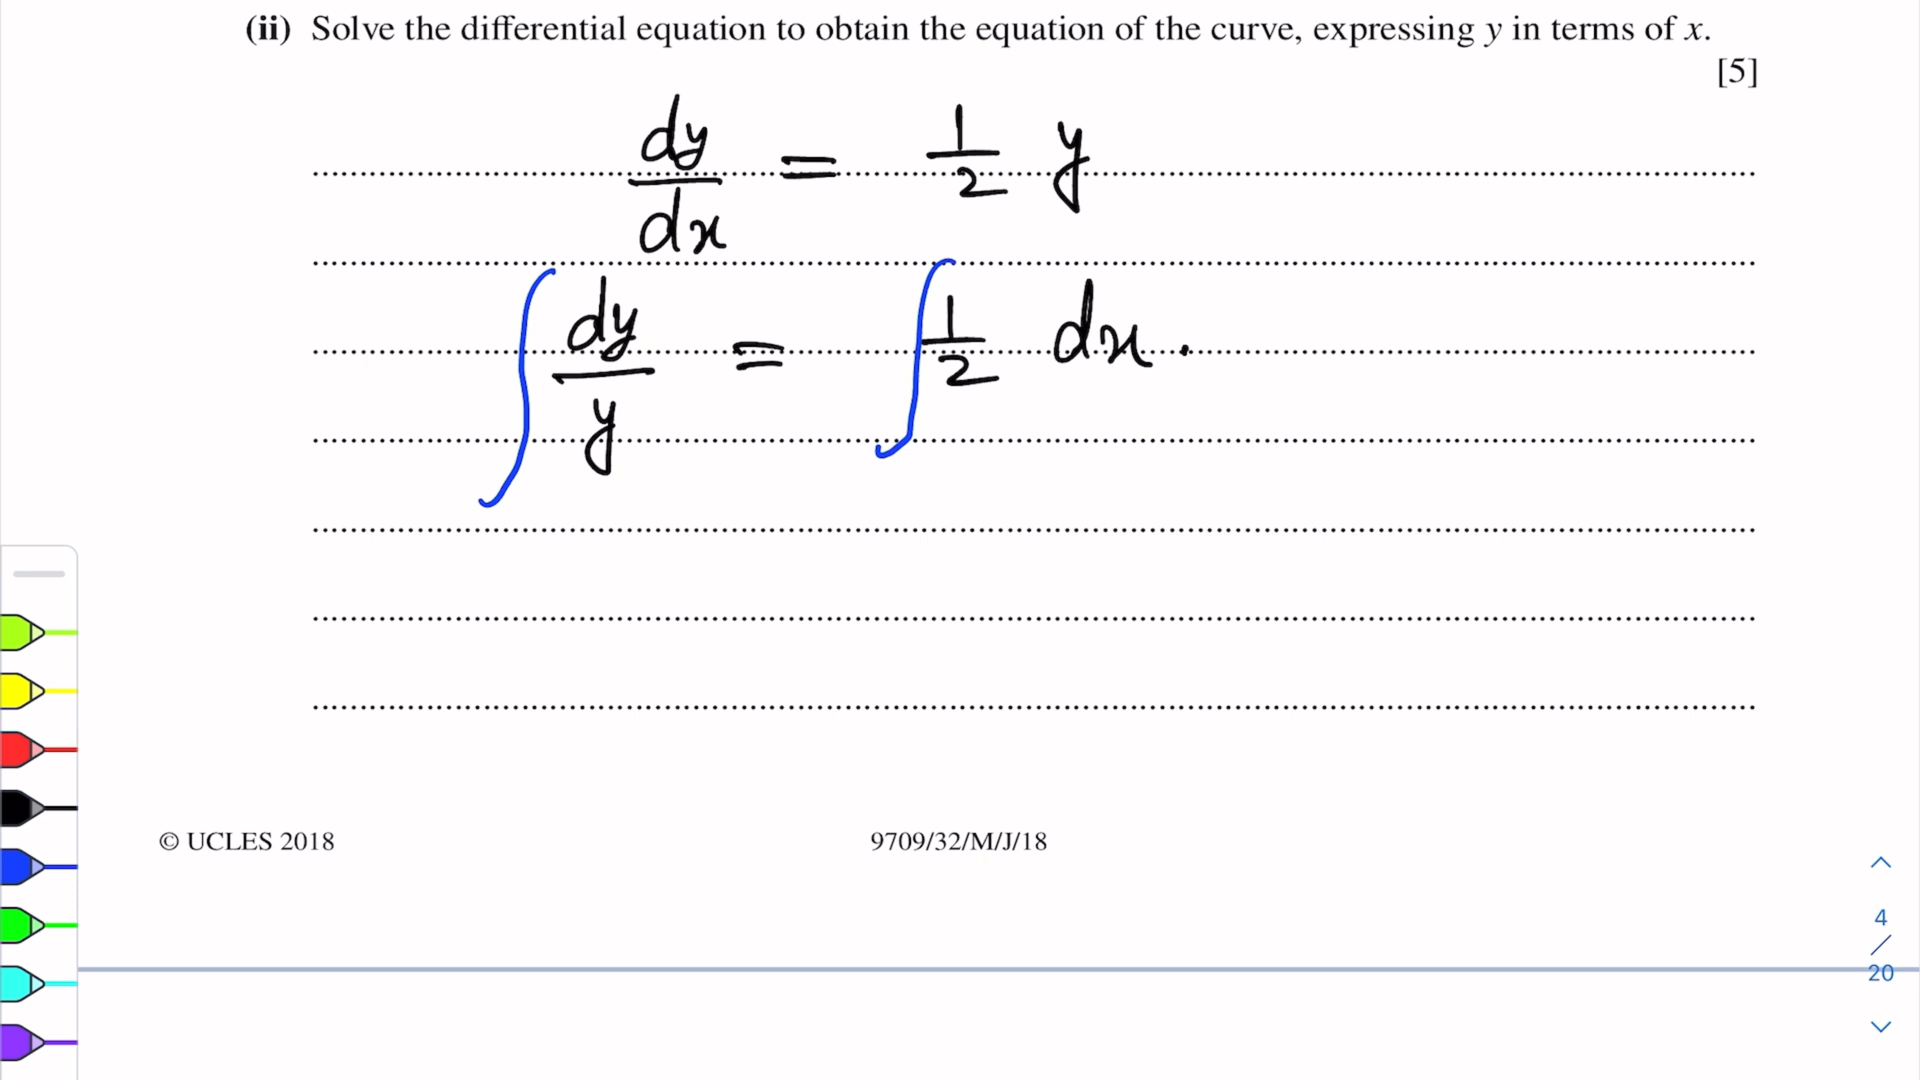 (ii) Solve the differential equation to obtain the equation of the curve, expressing y in terms of x.
[5]
dy/dx = 1/2 y
∫ dy/y = ∫ 1/2 dx.
© UCLES 2018 9709/32/M/J/18
4
/
20